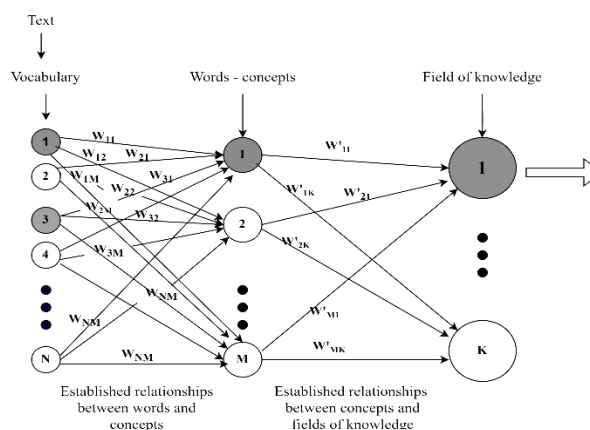 Text
Vocabulary
Words - concepts
Field of knowledge
1
2
3
4
N
W11
W12
W21
W1M
W22
W31
W2M
W32
W3M
WNM
WNM
WNM
1
2
M
W'11
W'1K
W'21
W'2K
W'M1
W'MK
1
K
Established relationships
between words and
concepts
Established relationships
between concepts and
fields of knowledge